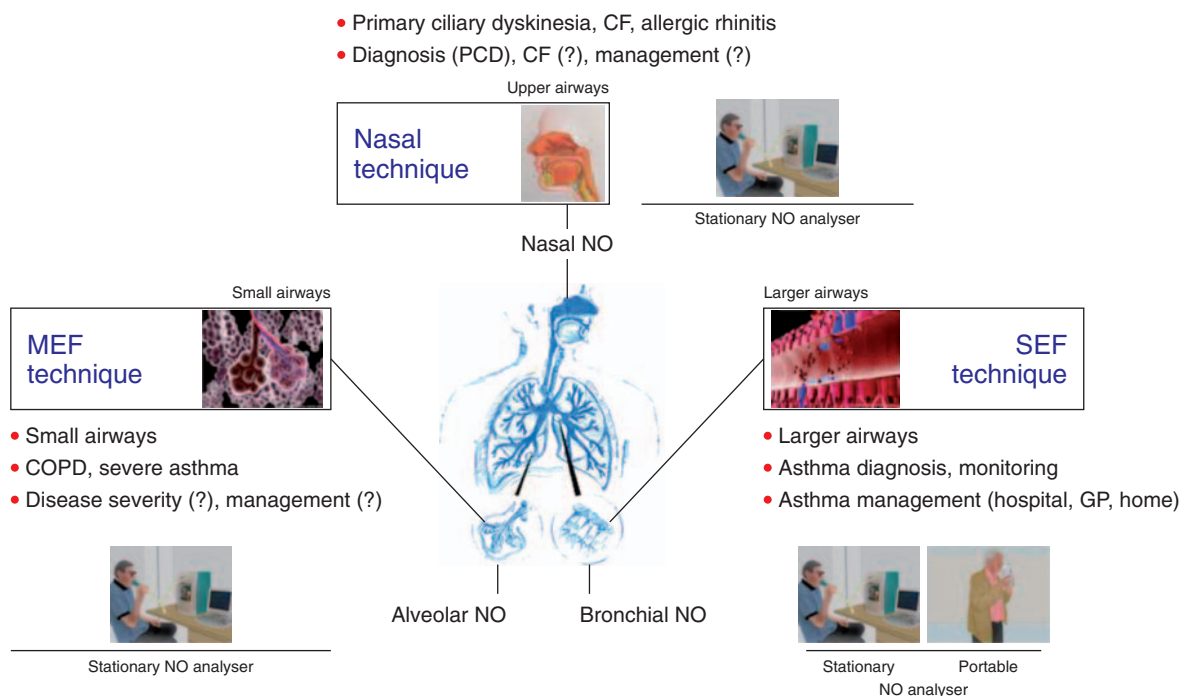 • Primary ciliary dyskinesia, CF, allergic rhinitis
• Diagnosis (PCD), CF (?), management (?)
Upper airways
Nasal
technique
Stationary NO analyser
Nasal NO
Small airways
MEF
technique
• Small airways
• COPD, severe asthma
• Disease severity (?), management (?)
Stationary NO analyser
Larger airways
SEF
technique
• Larger airways
• Asthma diagnosis, monitoring
• Asthma management (hospital, GP, home)
Stationary Portable
NO analyser
Alveolar NO
Bronchial NO